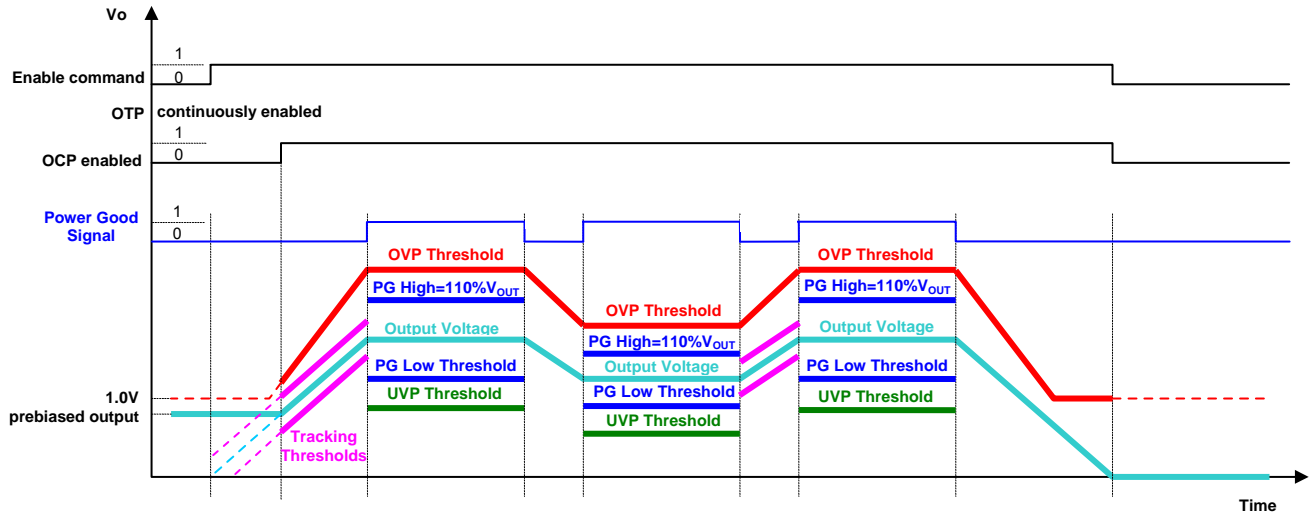 Vo
1
Enable command
0
OTP continuously enabled
1
OCP enabled
0
Power Good
Signal
1
0
OVP Threshold
OVP Threshold
PG High=110%VOUT
PG High=110%VOUT
OVP Threshold
Output Voltage
Output Voltage
PG High=110%VOUT
PG Low Threshold
Output Voltage
PG Low Threshold
UVP Threshold
PG Low Threshold
UVP Threshold
1.0V
prebiased output
UVP Threshold
Tracking
Thresholds
Time